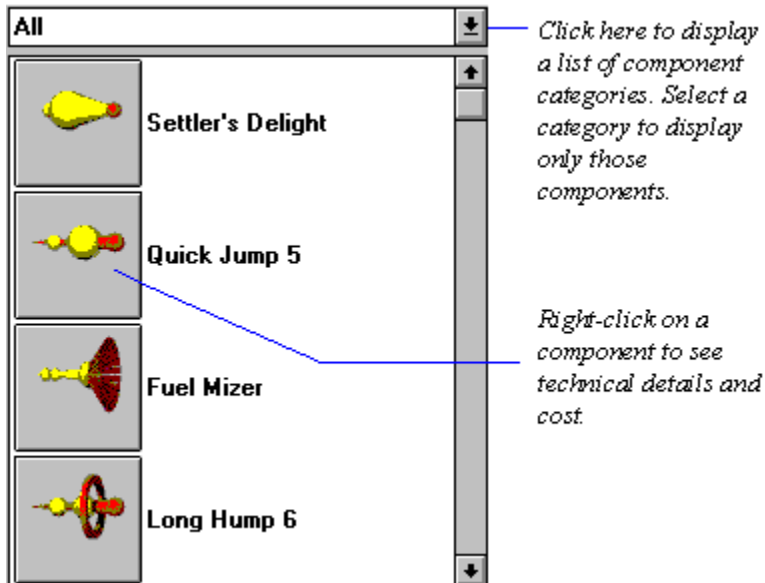 All
Click here to display
a list of component
categories. Select a
category to display
only those
components.
Settler's Delight
Quick Jump 5
Right-click on a
component to see
technical details and
cost.
Fuel Mizer
Long Hump 6